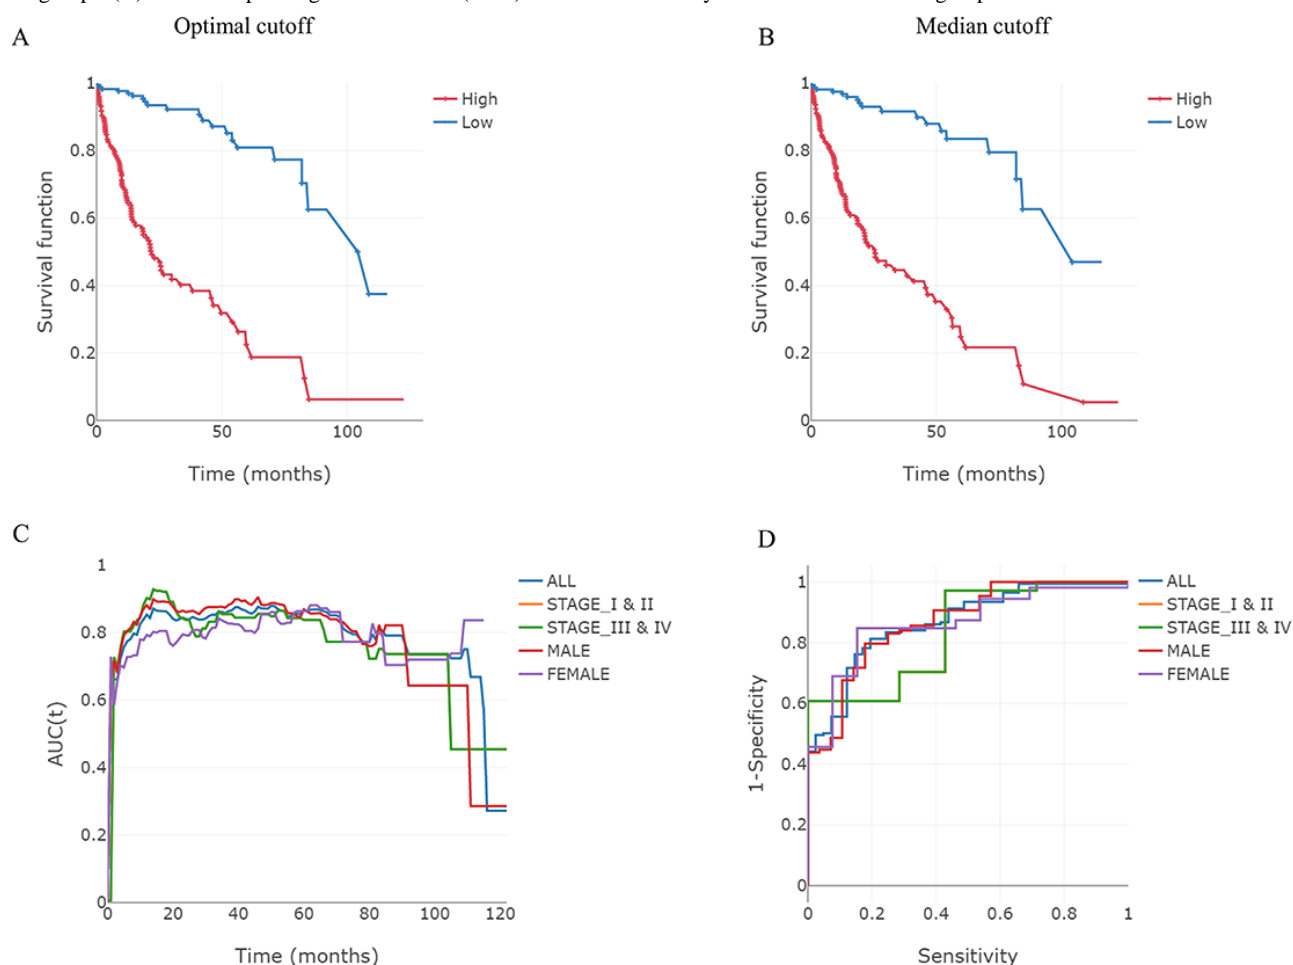 A
Optimal cutoff
B
Median cutoff
1
0.8
0.6
0.4
0.2
0
0
50
100
Survival function
Time (months)
High
Low
1
0.8
0.6
0.4
0.2
0
0
50
100
Survival function
Time (months)
High
Low
C
1
0.8
0.6
0.4
0.2
0
0
20
40
60
80
100
120
AUC(t)
Time (months)
ALL
STAGE_I & II
STAGE_III & IV
MALE
FEMALE
D
1
0.8
0.6
0.4
0.2
0
0
0.2
0.4
0.6
0.8
1
1-Specificity
Sensitivity
ALL
STAGE_I & II
STAGE_III & IV
MALE
FEMALE